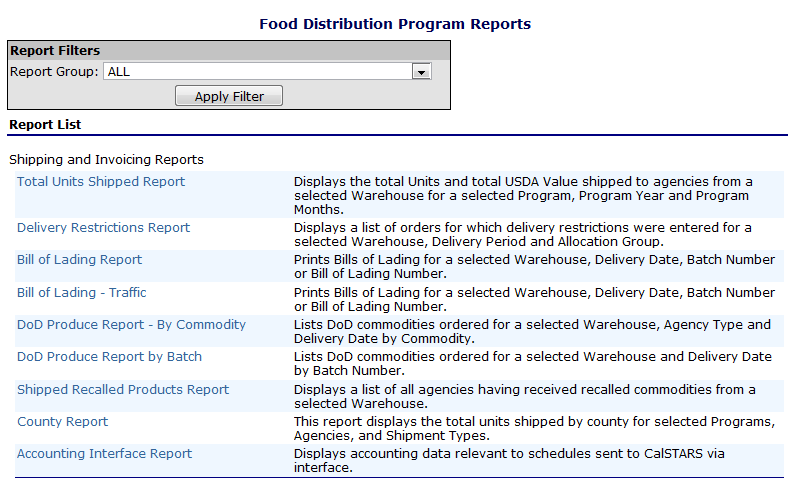 Food Distribution Program Reports
Report Filters
Report Group: ALL
Apply Filter
Report List
Shipping and Invoicing Reports
Total Units Shipped Report
Displays the total Units and total USDA Value shipped to agencies from a
selected Warehouse for a selected Program, Program Year and Program
Months.
Delivery Restrictions Report
Displays a list of orders for which delivery restrictions were entered for a
selected Warehouse, Delivery Period and Allocation Group.
Bill of Lading Report
Prints Bills of Lading for a selected Warehouse, Delivery Date, Batch Number
or Bill of Lading Number.
Bill of Lading - Traffic
Prints Bills of Lading for a selected Warehouse, Delivery Date, Batch Number
or Bill of Lading Number.
DoD Produce Report - By Commodity
Lists DoD commodities ordered for a selected Warehouse, Agency Type and
Delivery Date by Commodity.
DoD Produce Report by Batch
Lists DoD commodities ordered for a selected Warehouse and Delivery Date
by Batch Number.
Shipped Recalled Products Report
Displays a list of all agencies having received recalled commodities from a
selected Warehouse.
County Report
This report displays the total units shipped by county for selected Programs,
Agencies, and Shipment Types.
Accounting Interface Report
Displays accounting data relevant to schedules sent to CalSTARS via
interface.